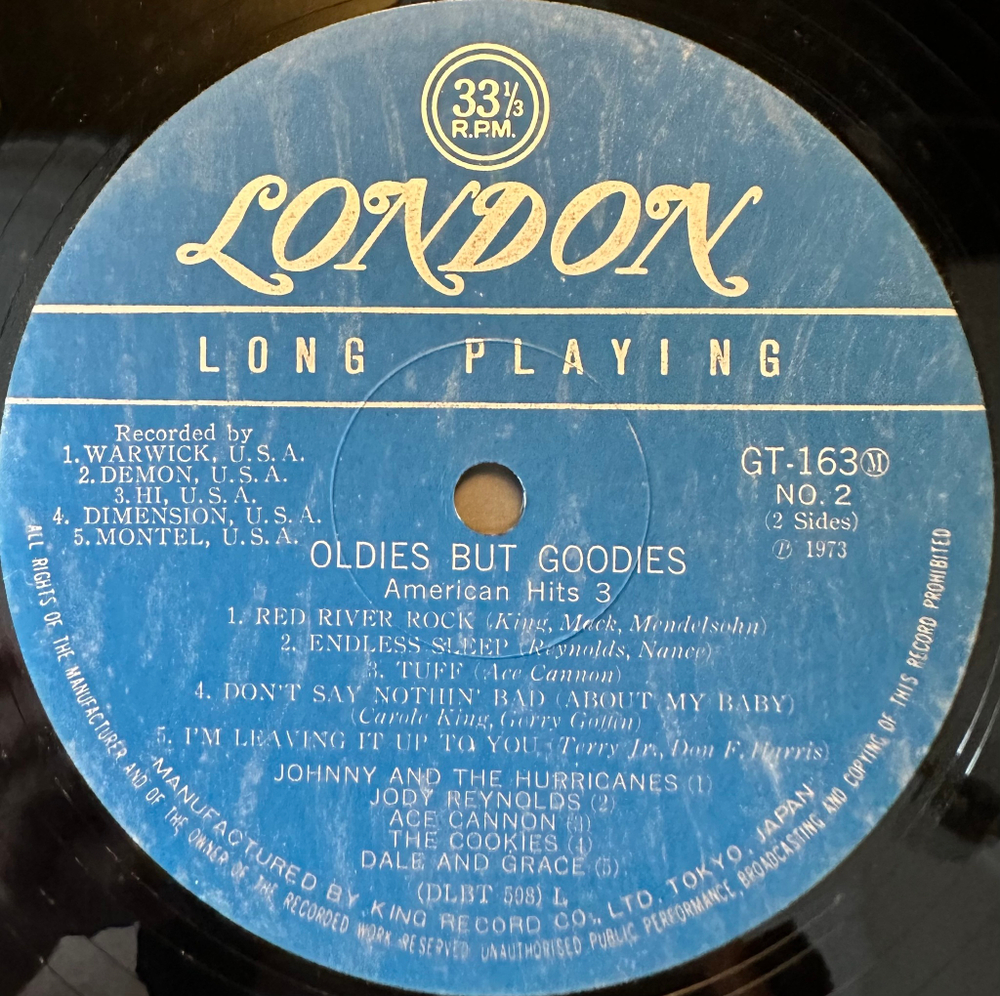 33 1/3
R.P.M.
LONDON
LONG PLAYING
Recorded by
1. WARWICK, U.S.A.
2. DEMON, U.S.A.
3. HI, U.S.A.
4. DIMENSION, U.S.A.
5. MONTEL, U.S.A.
GT-163Ⓜ
NO. 2
(2 Sides)
Ⓟ 1973
OLDIES BUT GOODIES
American Hits 3
1. RED RIVER ROCK (King, Mack, Mendelsohn)
2. ENDLESS SLEEP (Reynolds, Nance)
3. TUFF (Ace Cannon)
4. DON'T SAY NOTHIN' BAD (ABOUT MY BABY)
(Carole King, Gerry Goffin)
5. I'M LEAVING IT UP TO YOU (Terry Jr., Don F. Harris)
JOHNNY AND THE HURRICANES (1)
JODY REYNOLDS (2)
ACE CANNON (3)
THE COOKIES (4)
DALE AND GRACE (5)
(DLBT 508) L
MANUFACTURED BY KING RECORD CO., LTD. TOKYO, JAPAN
ALL RIGHTS OF THE MANUFACTURER AND OF THE OWNER OF THE RECORDED WORK RESERVED UNAUTHORISED PUBLIC PERFORMANCE, BROADCASTING AND COPYING OF THIS RECORD PROHIBITED